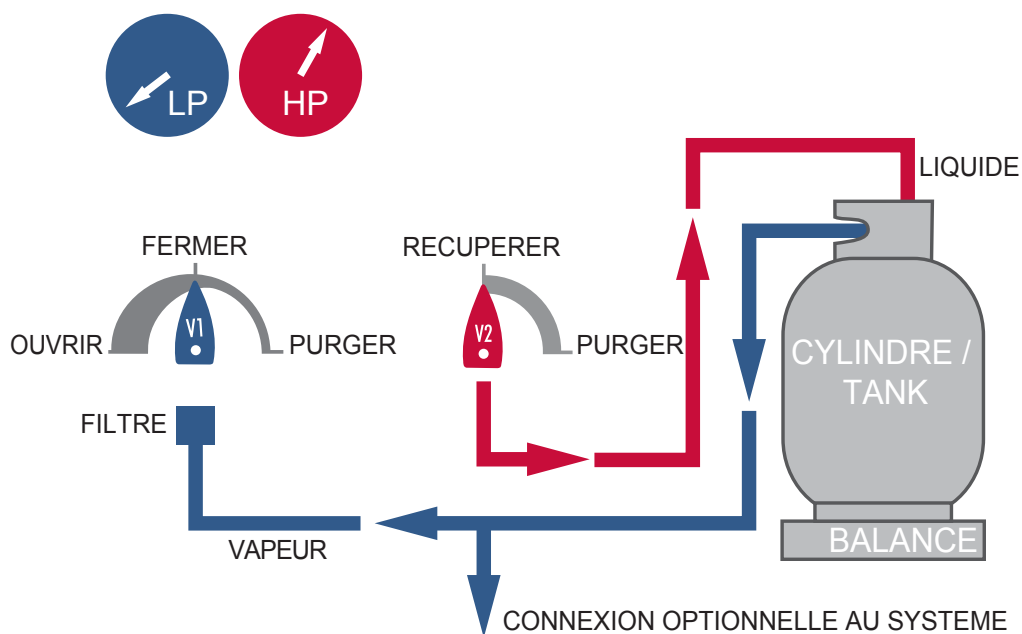 LP
HP
LIQUIDE
FERMER
RECUPERER
V1
V2
OUVRIR
PURGER
PURGER
CYLINDRE /
TANK
FILTRE
VAPEUR
BALANCE
CONNEXION OPTIONNELLE AU SYSTEME